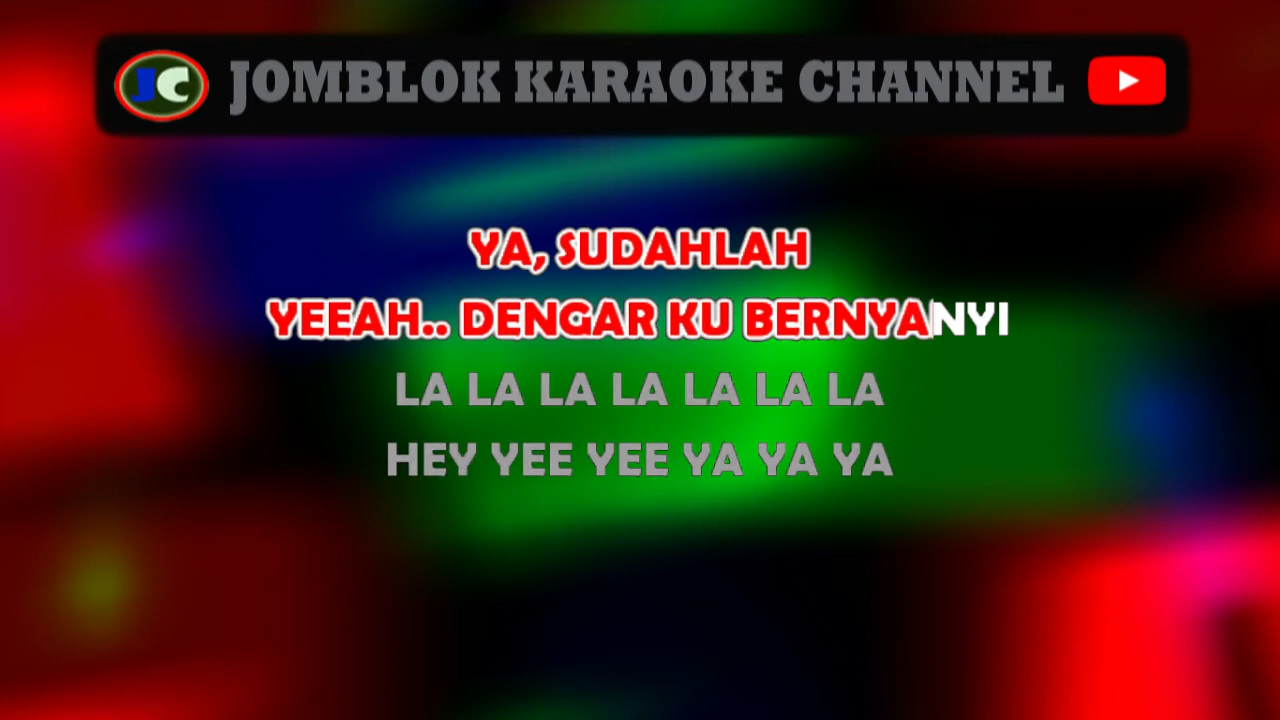 JC JOMBLOK KARAOKE CHANNEL
YA, SUDAHLAH
YEEAH.. DENGAR KU BERNYANYI
LA LA LA LA LA LA LA
HEY YEE YEE YA YA YA